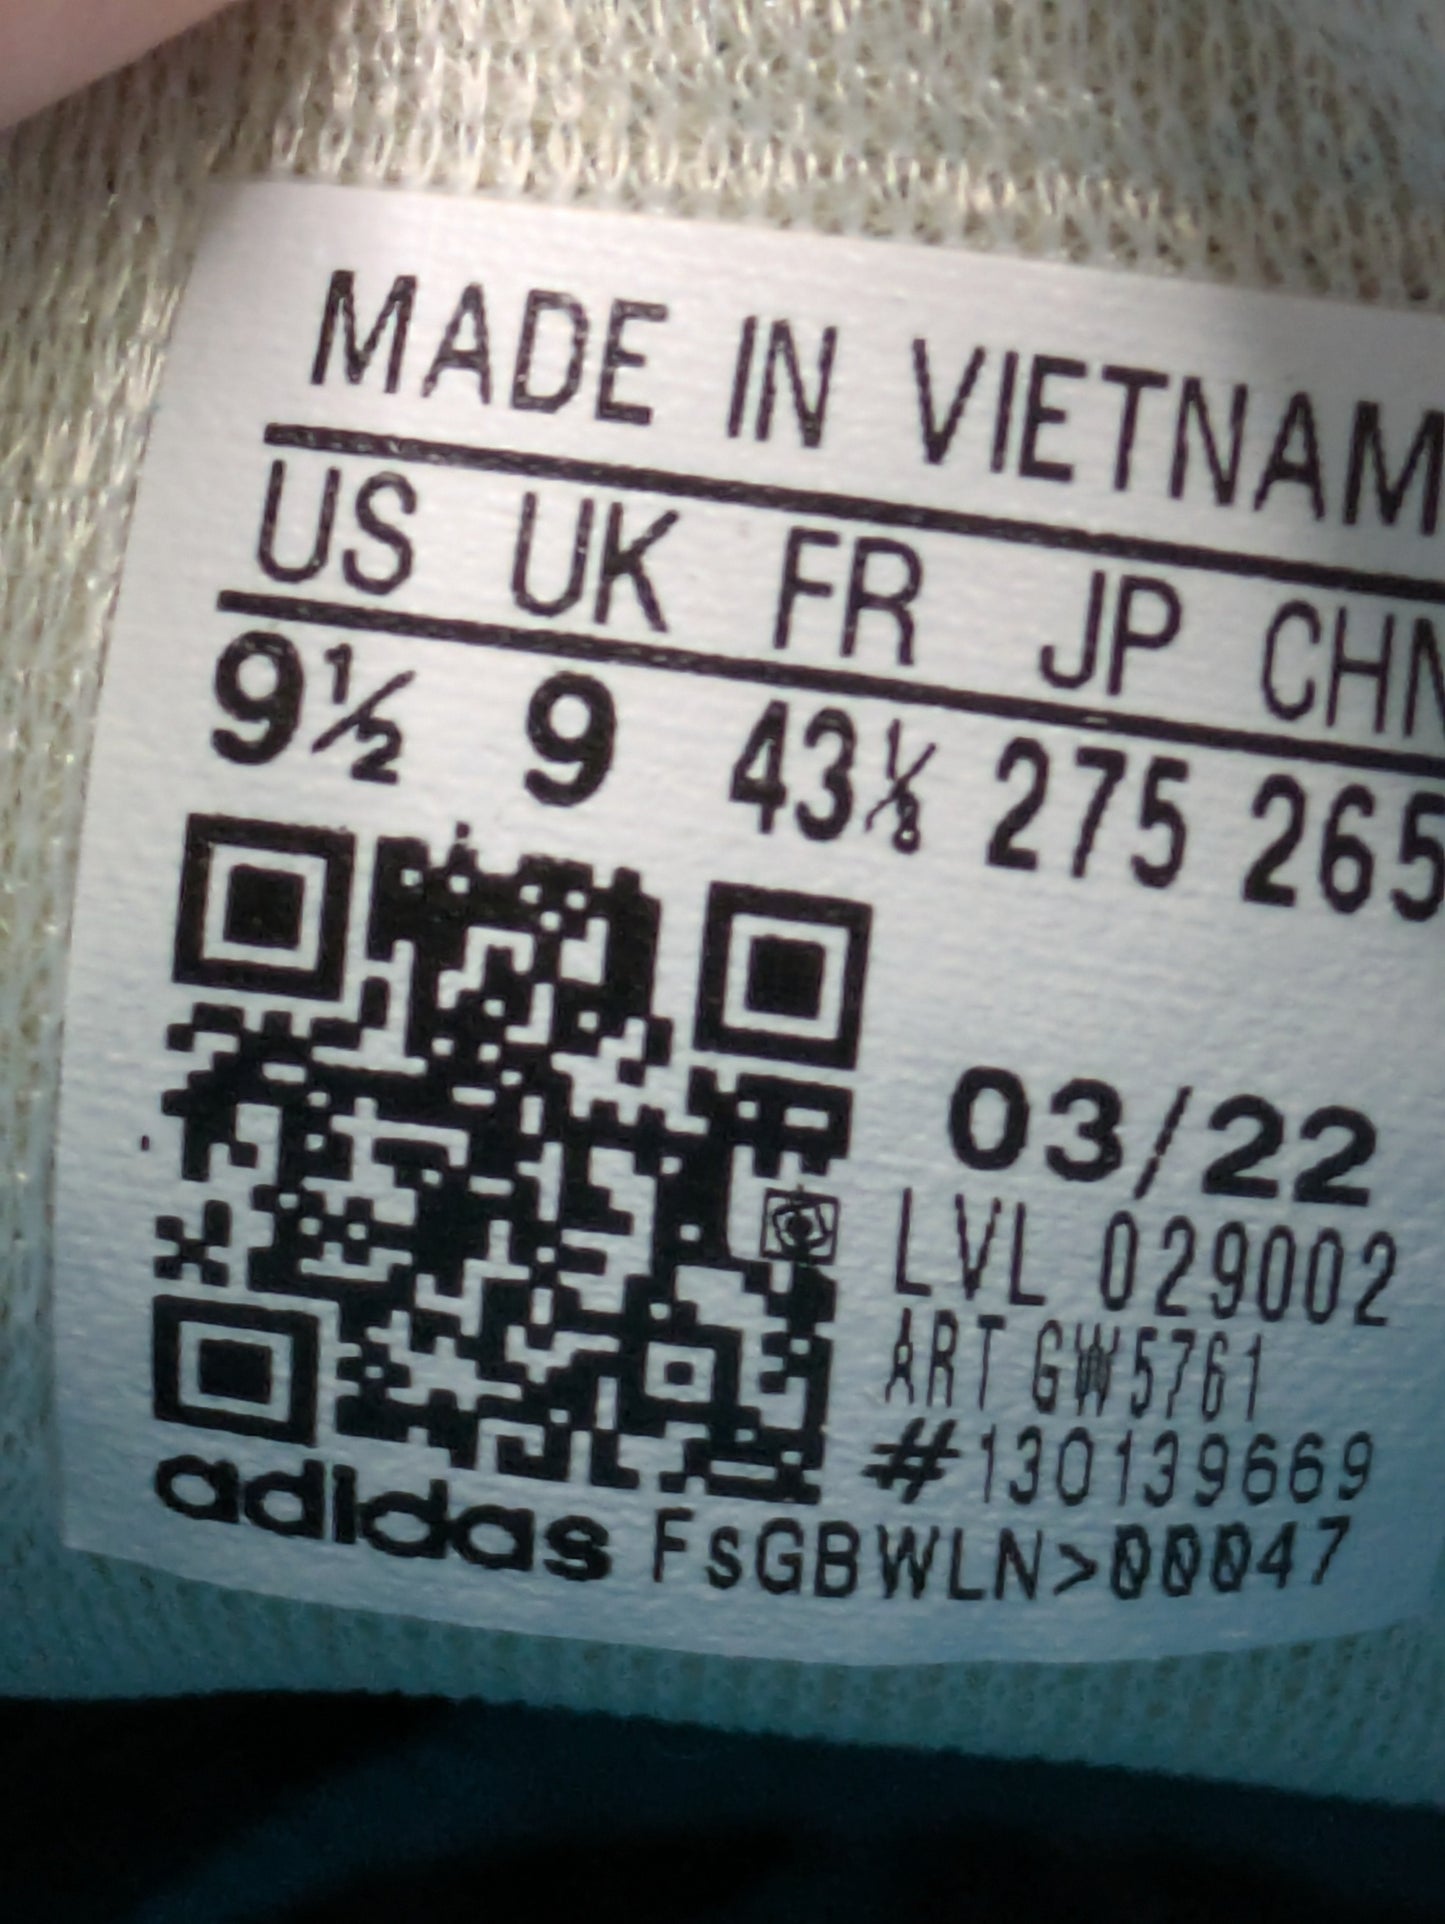 MADE IN VIETNAM
US UK FR JP CHN
9½ 9 43⅓ 275 265
03/22
LVL 029002
ART GW5761
#130139669
adidas FsGBWLN>00047